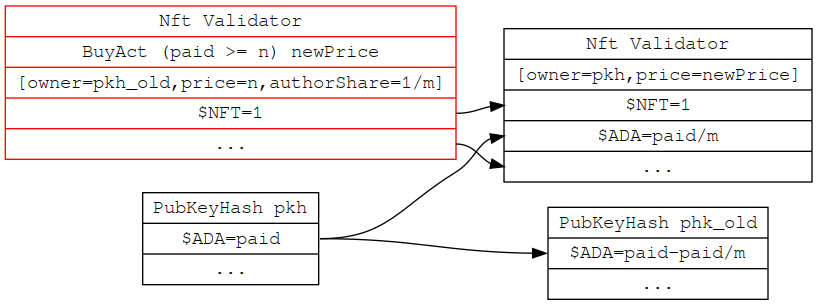 Nft Validator
BuyAct (paid >= n) newPrice
[owner=pkh_old,price=n,authorShare=1/m]
$NFT=1
...
Nft Validator
[owner=pkh,price=newPrice]
$NFT=1
$ADA=paid/m
...
PubKeyHash pkh
$ADA=paid
...
PubKeyHash phk_old
$ADA=paid-paid/m
...